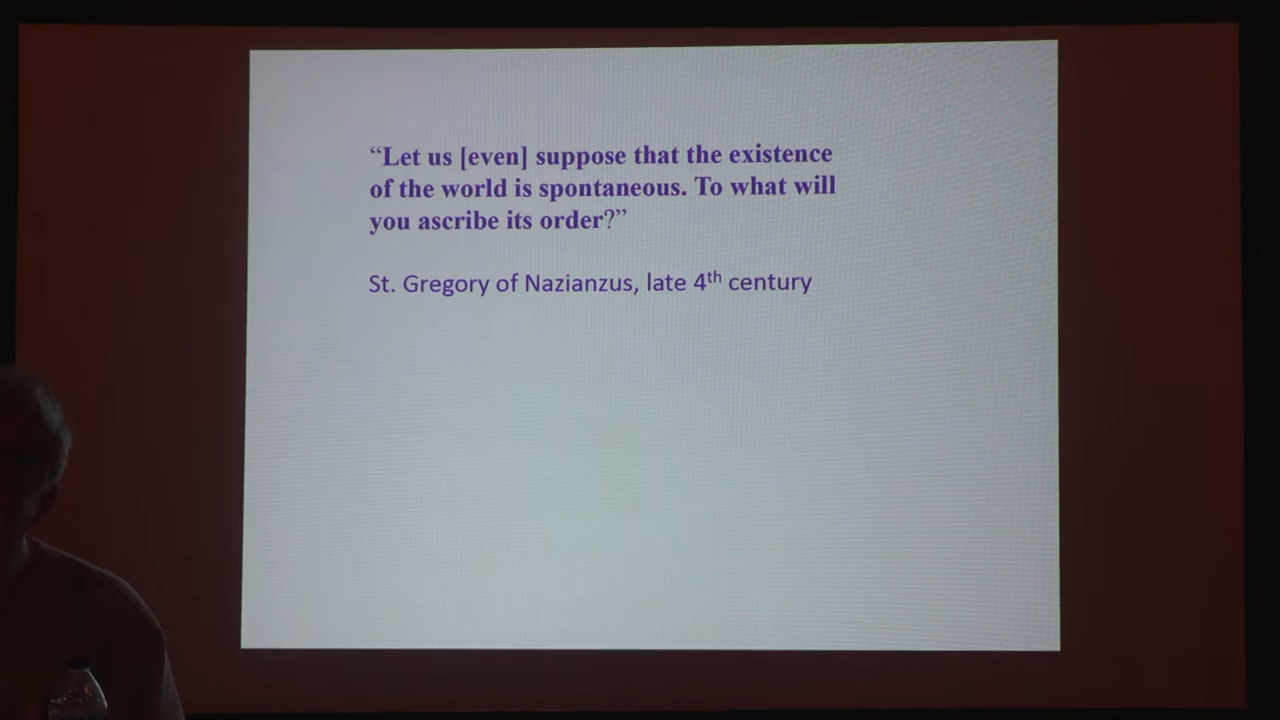 “Let us [even] suppose that the existence
of the world is spontaneous. To what will
you ascribe its order?”
St. Gregory of Nazianzus, late 4th century